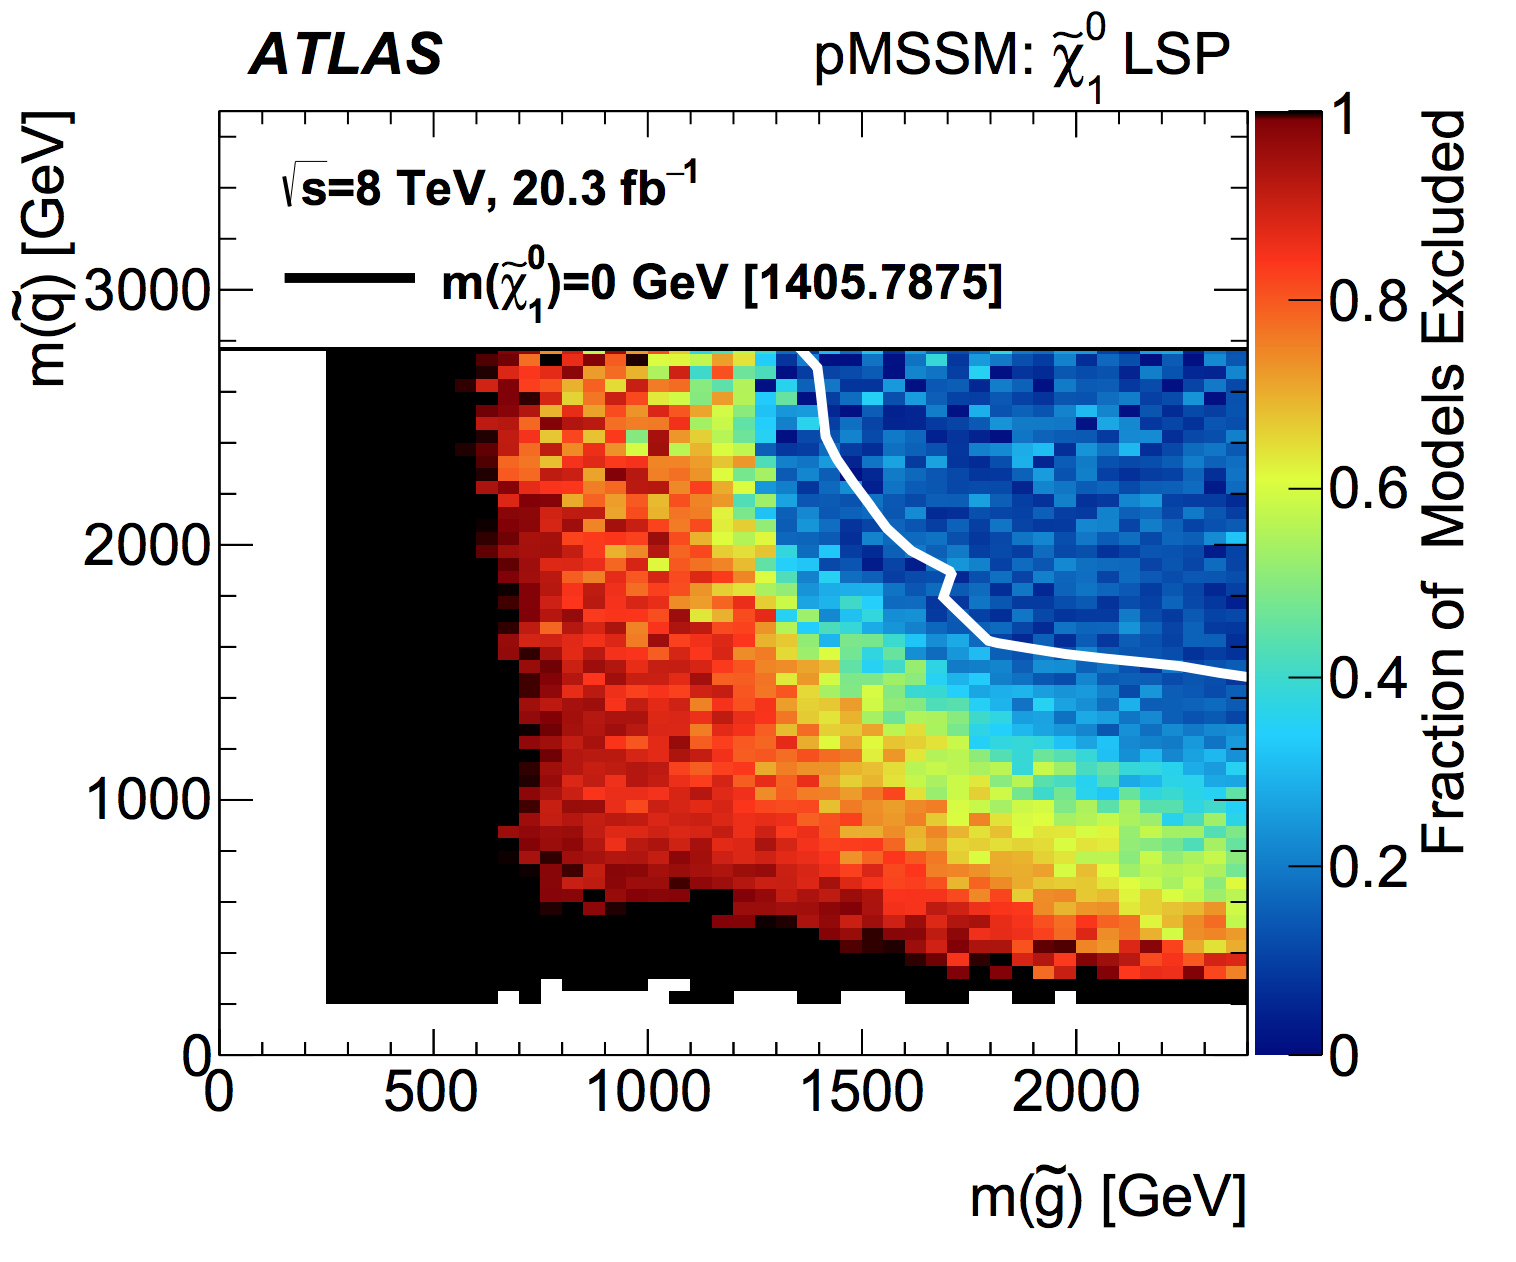 ATLAS
pMSSM: χ̃⁰₁ LSP
√s=8 TeV, 20.3 fb⁻¹
m(χ̃⁰₁)=0 GeV [1405.7875]
m(q̃) [GeV]
3000
2000
1000
0
0
500
1000
1500
2000
m(g̃) [GeV]
1
0.8
0.6
0.4
0.2
0
Fraction of Models Excluded